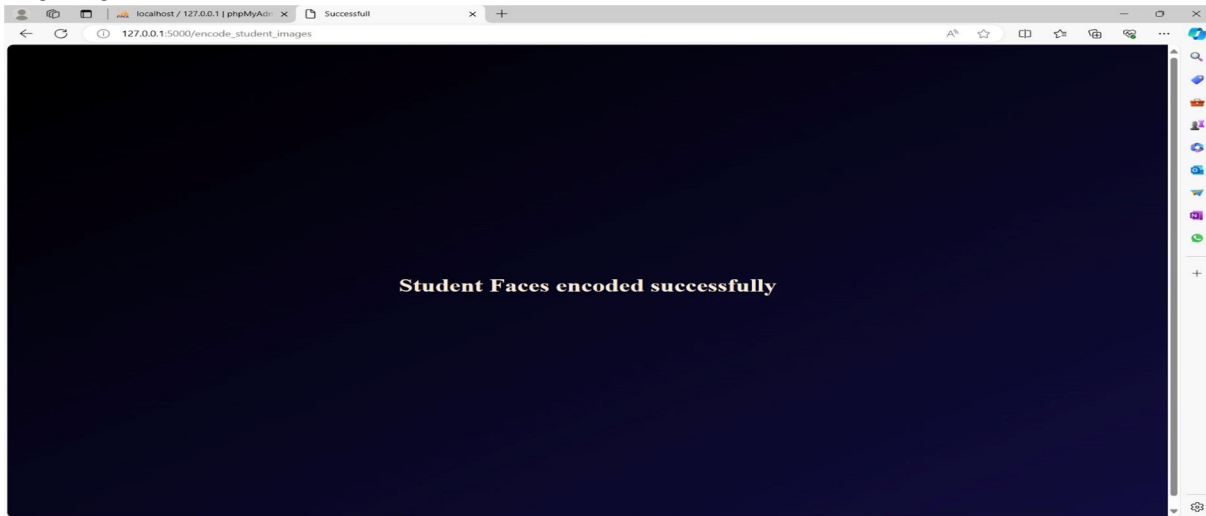 localhost / 127.0.0.1 | phpMyAdn
Successfull
127.0.0.1:5000/encode_student_images
Student Faces encoded successfully